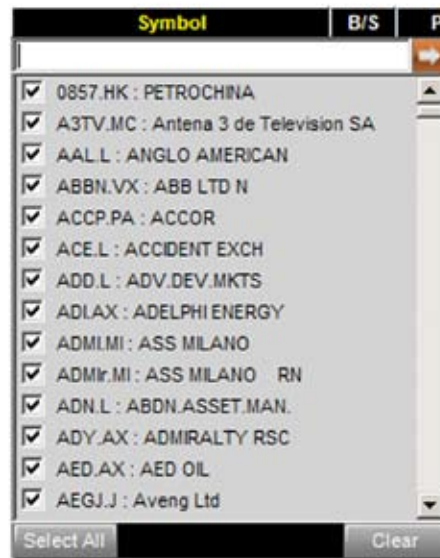 Symbol B/S P
0857.HK : PETROCHINA
A3TV.MC : Antena 3 de Television SA
AAL.L : ANGLO AMERICAN
ABBN.VX : ABB LTD N
ACCP.PA : ACCOR
ACE.L : ACCIDENT EXCH
ADD.L : ADV.DEV.MKTS
ADI.AX : ADELPHI ENERGY
ADMI.MI : ASS MILANO
ADMIr.MI : ASS MILANO RN
ADN.L : ABDN.ASSET.MAN.
ADY.AX : ADMIRALTY RSC
AED.AX : AED OIL
AEGJ.J : Aveng Ltd
Select All Clear